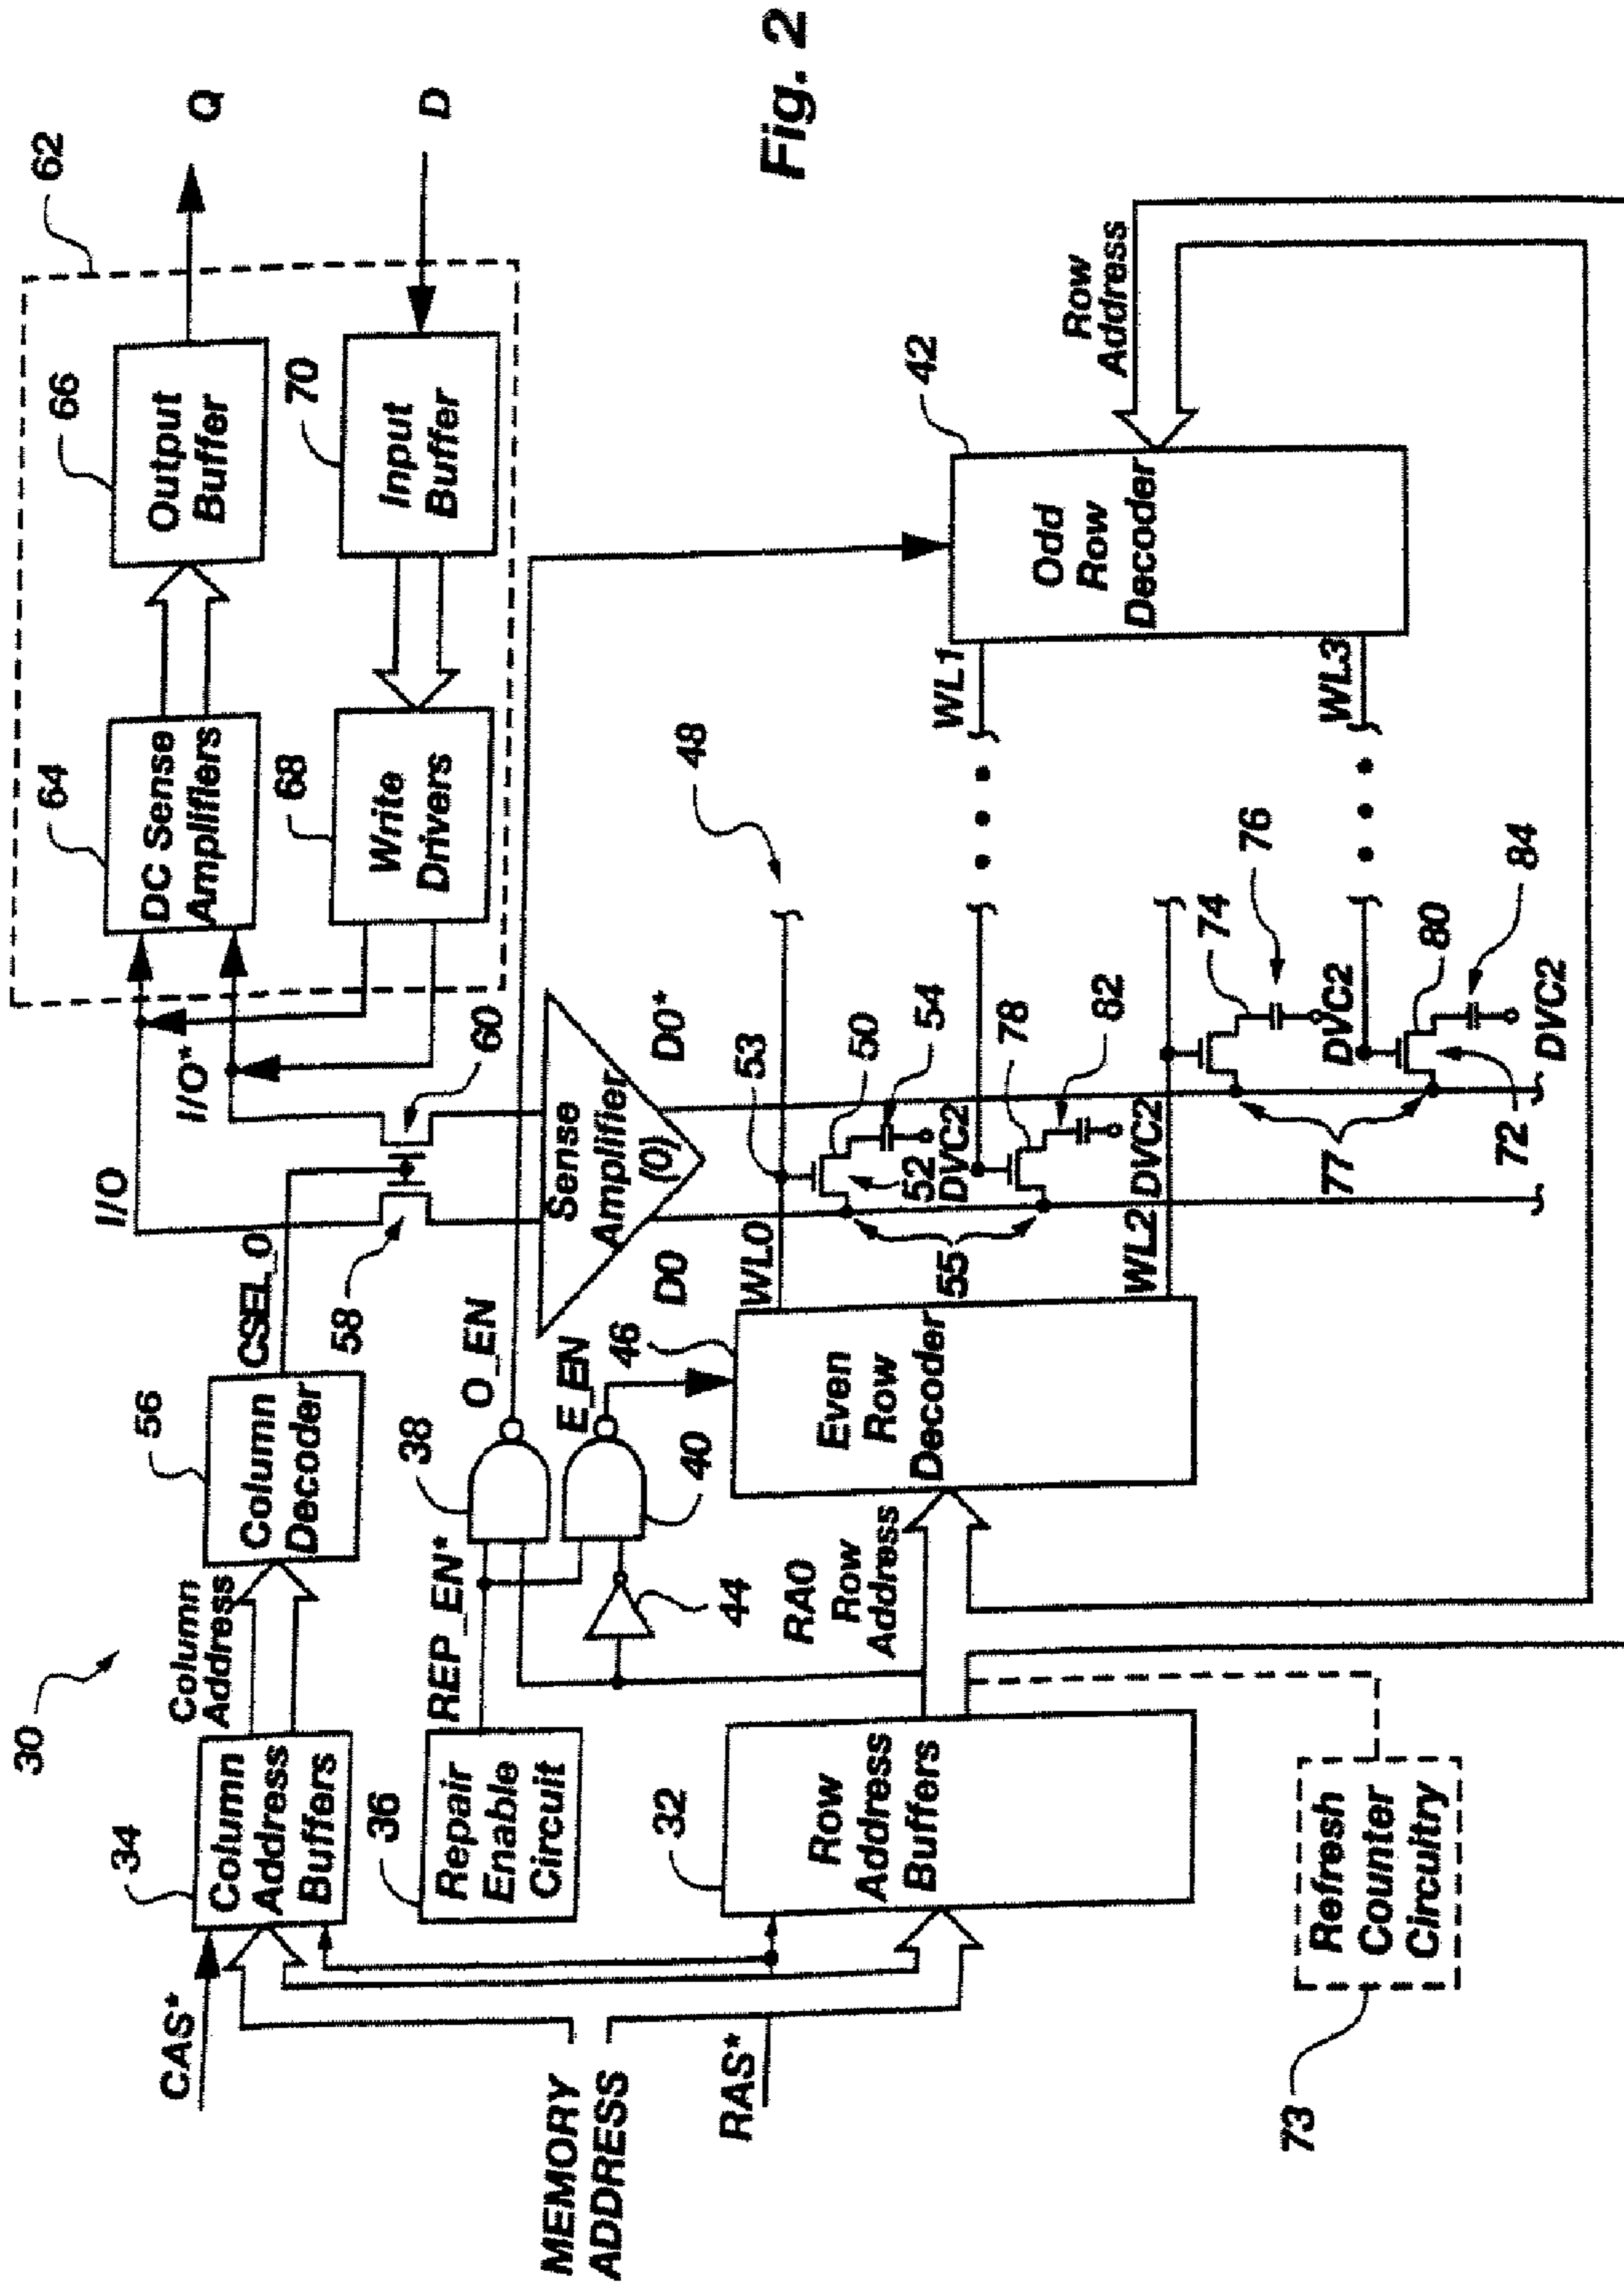 Fig. 2
30
62
Q
D
66
Output
Buffer
70
Input
Buffer
64
DC Sense
Amplifiers
68
Write
Drivers
I/O
I/O*
60
58
CSEL_0
56
Column
Decoder
Column
Address
34
Column
Address
Buffers
CAS*
MEMORY
ADDRESS
RAS*
36
Repair
Enable
Circuit
REP_EN*
38
O_EN
E_EN
40
44
RA0
Row
Address
32
Row
Address
Buffers
46
Even
Row
Decoder
Sense
Amplifier
(0)
D0
D0*
WL0
48
53
50
52
54
DVC2
55
78
82
DVC2
WL2
WL1
WL3
42
Odd
Row
Decoder
Row
Address
74
76
DVC2
77
80
84
72
DVC2
73
Refresh
Counter
Circuitry